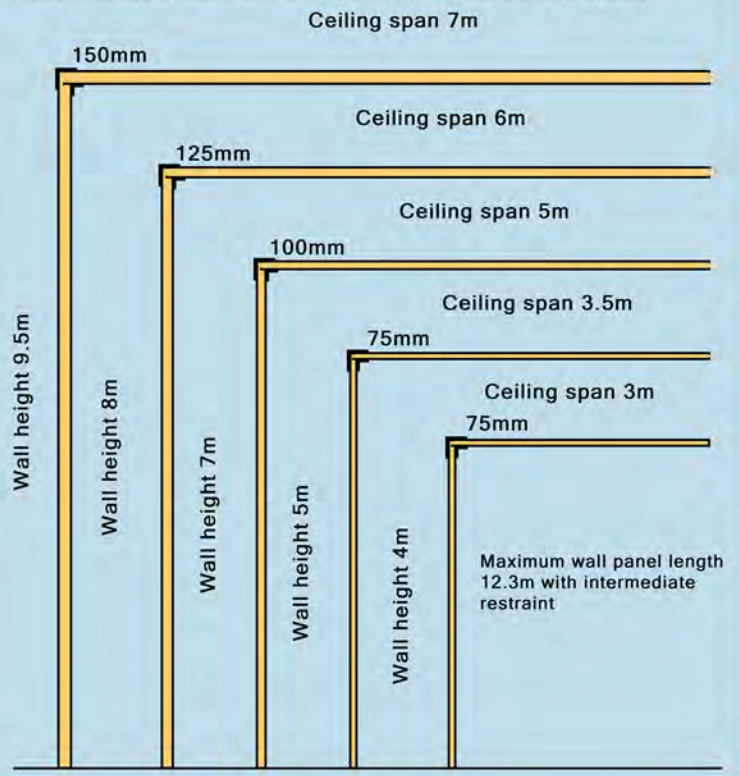 Ceiling span 7m
150mm
Ceiling span 6m
125mm
Ceiling span 5m
100mm
Ceiling span 3.5m
75mm
Ceiling span 3m
75mm
Wall height 9.5m
Wall height 8m
Wall height 7m
Wall height 5m
Wall height 4m
Maximum wall panel length
12.3m with intermediate
restraint